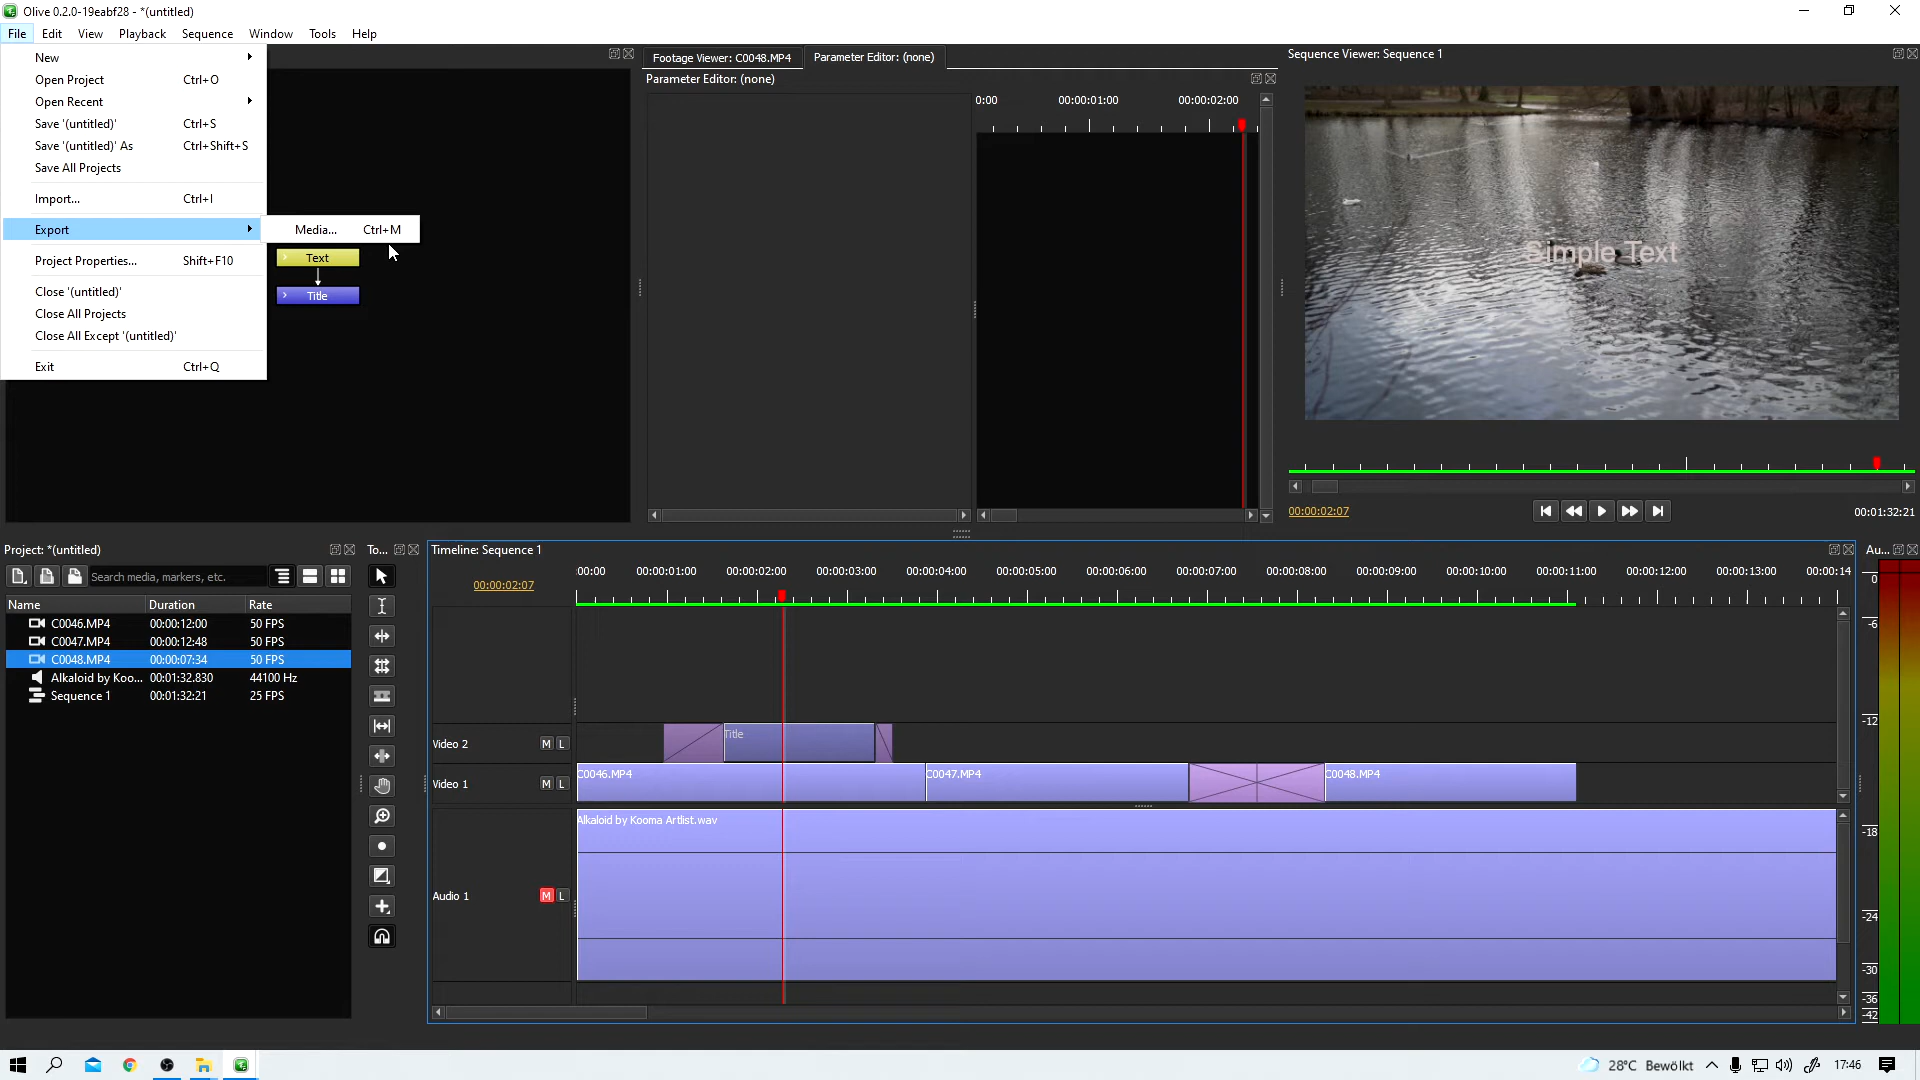 Olive 0.2.0-19eabf28 - *(untitled)
File Edit View Playback Sequence Window Tools Help
New
Open Project Ctrl+O
Open Recent
Save '(untitled)' Ctrl+S
Save '(untitled)' As Ctrl+Shift+S
Save All Projects
Import... Ctrl+I
Export
Media... Ctrl+M
Project Properties... Shift+F10
Close '(untitled)'
Close All Projects
Close All Except '(untitled)'
Exit Ctrl+Q
Text
Title
Footage Viewer: C0048.MP4 Parameter Editor: (none)
Parameter Editor: (none)
0:00 00:00:01:00 00:00:02:00
Sequence Viewer: Sequence 1
Simple Text
00:00:02:07 00:01:32:21
Project: *(untitled)
Search media, markers, etc.
Name Duration Rate
C0046.MP4 00:00:12:00 50 FPS
C0047.MP4 00:00:12:48 50 FPS
C0048.MP4 00:00:07:34 50 FPS
Alkaloid by Koo... 00:01:32.830 44100 Hz
Sequence 1 00:01:32:21 25 FPS
To...
Timeline: Sequence 1
00:00:02:07
:00:00 00:00:01:00 00:00:02:00 00:00:03:00 00:00:04:00 00:00:05:00 00:00:06:00 00:00:07:00 00:00:08:00 00:00:09:00 00:00:10:00 00:00:11:00 00:00:12:00 00:00:13:00 00:00:14
Video 2 M L
Title
Video 1 M L
C0046.MP4 C0047.MP4 C0048.MP4
Audio 1 M L
Alkaloid by Kooma Artlist.wav
Au...
0
-6
-12
-18
-24
-30
-36
-42
28°C Bewölkt 17:46